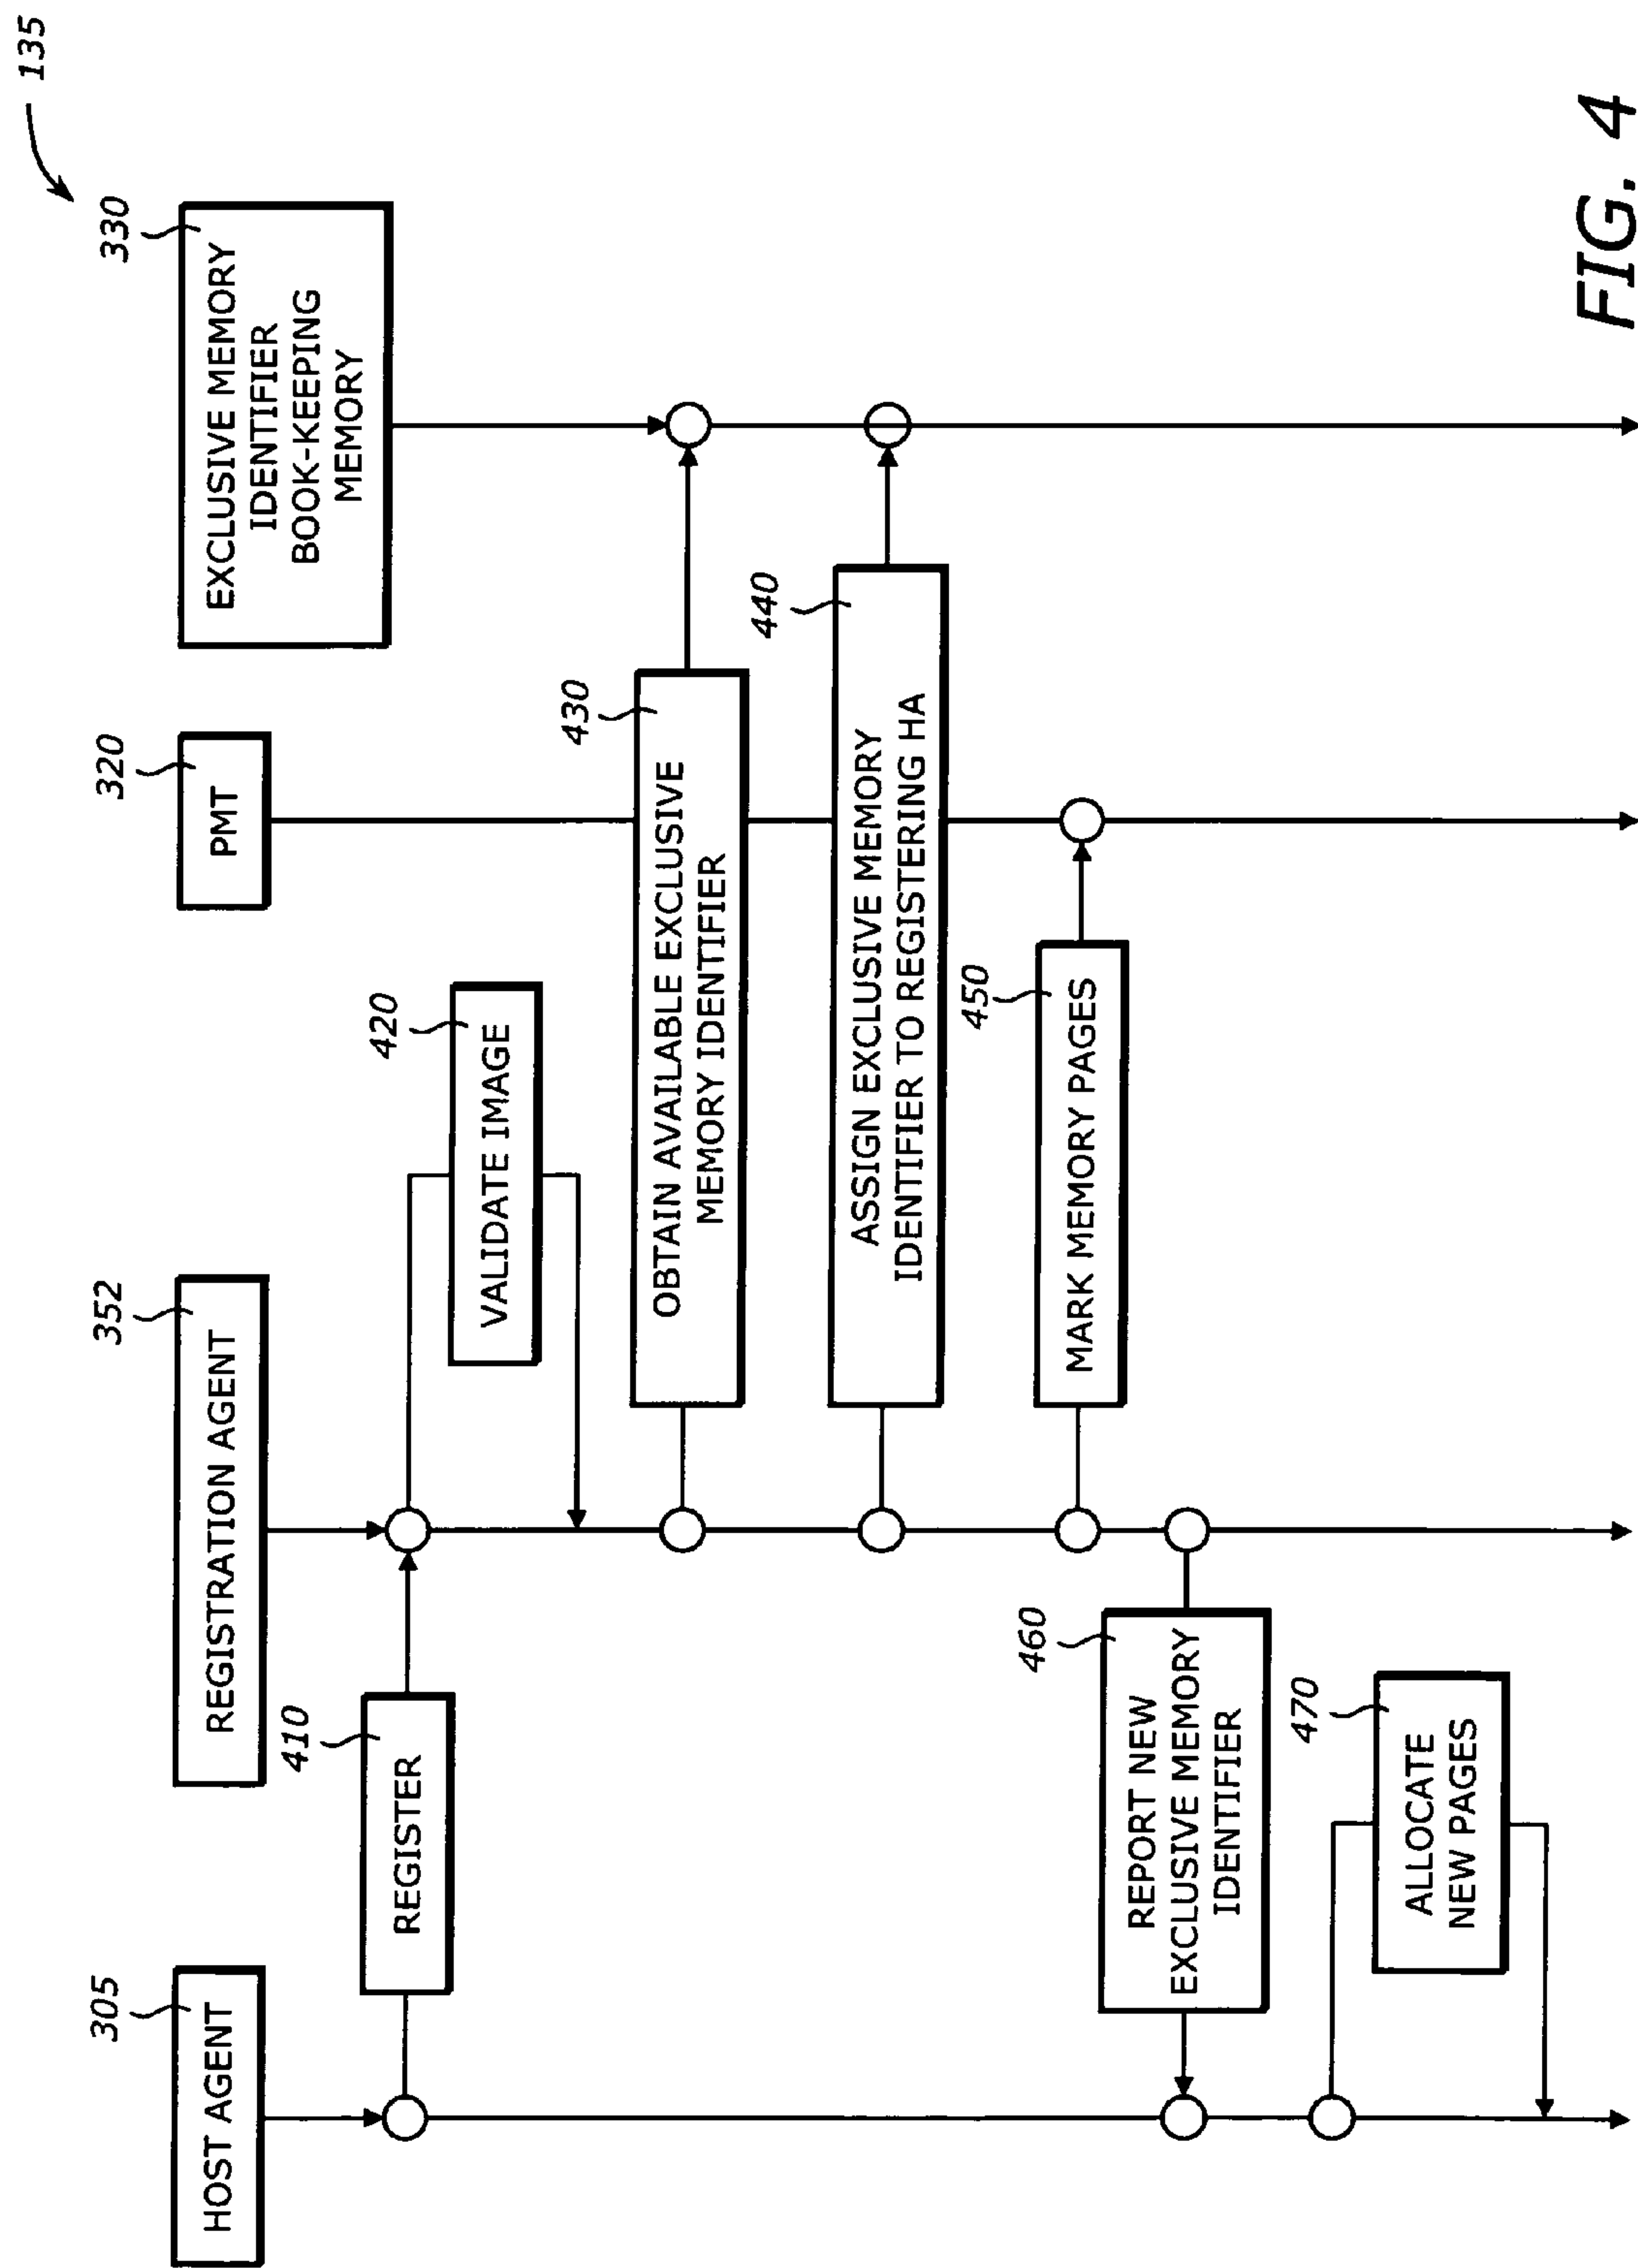 135
305
HOST AGENT
352
REGISTRATION AGENT
320
PMT
330
EXCLUSIVE MEMORY
IDENTIFIER
BOOK-KEEPING
MEMORY
410
REGISTER
420
VALIDATE IMAGE
430
OBTAIN AVAILABLE EXCLUSIVE
MEMORY IDENTIFIER
440
ASSIGN EXCLUSIVE MEMORY
IDENTIFIER TO REGISTERING HA
450
MARK MEMORY PAGES
460
REPORT NEW
EXCLUSIVE MEMORY
IDENTIFIER
470
ALLOCATE
NEW PAGES
FIG. 4